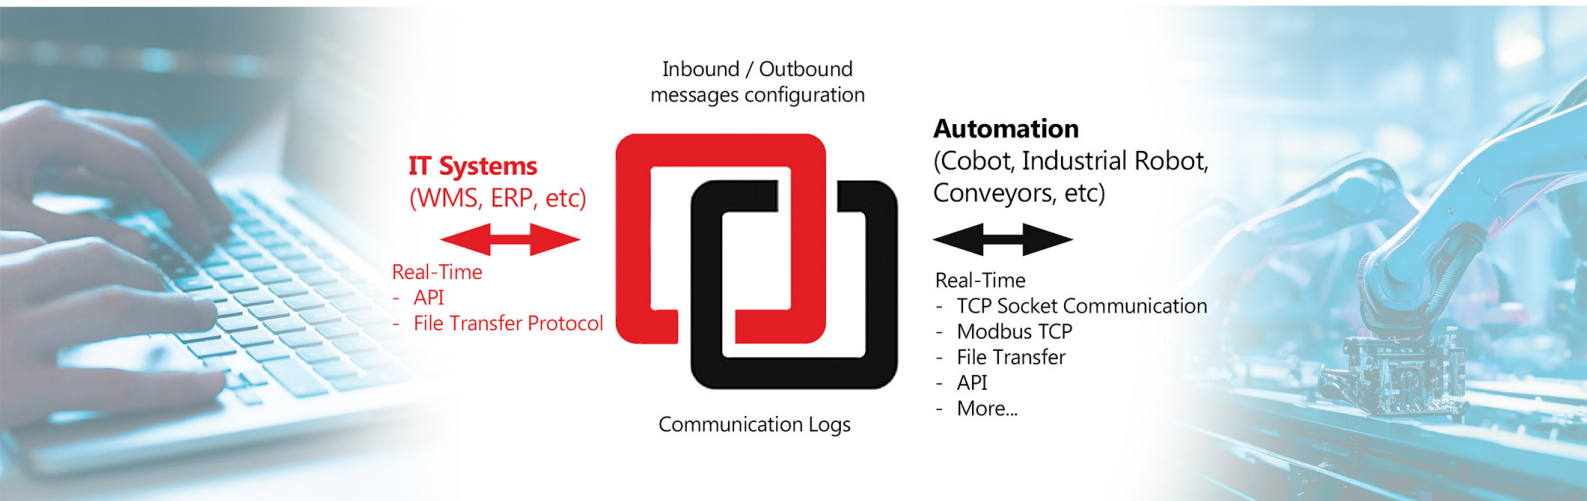 Inbound / Outbound
messages configuration
IT Systems
(WMS, ERP, etc)
Real-Time
- API
- File Transfer Protocol
Automation
(Cobot, Industrial Robot,
Conveyors, etc)
Real-Time
- TCP Socket Communication
- Modbus TCP
- File Transfer
- API
- More...
Communication Logs